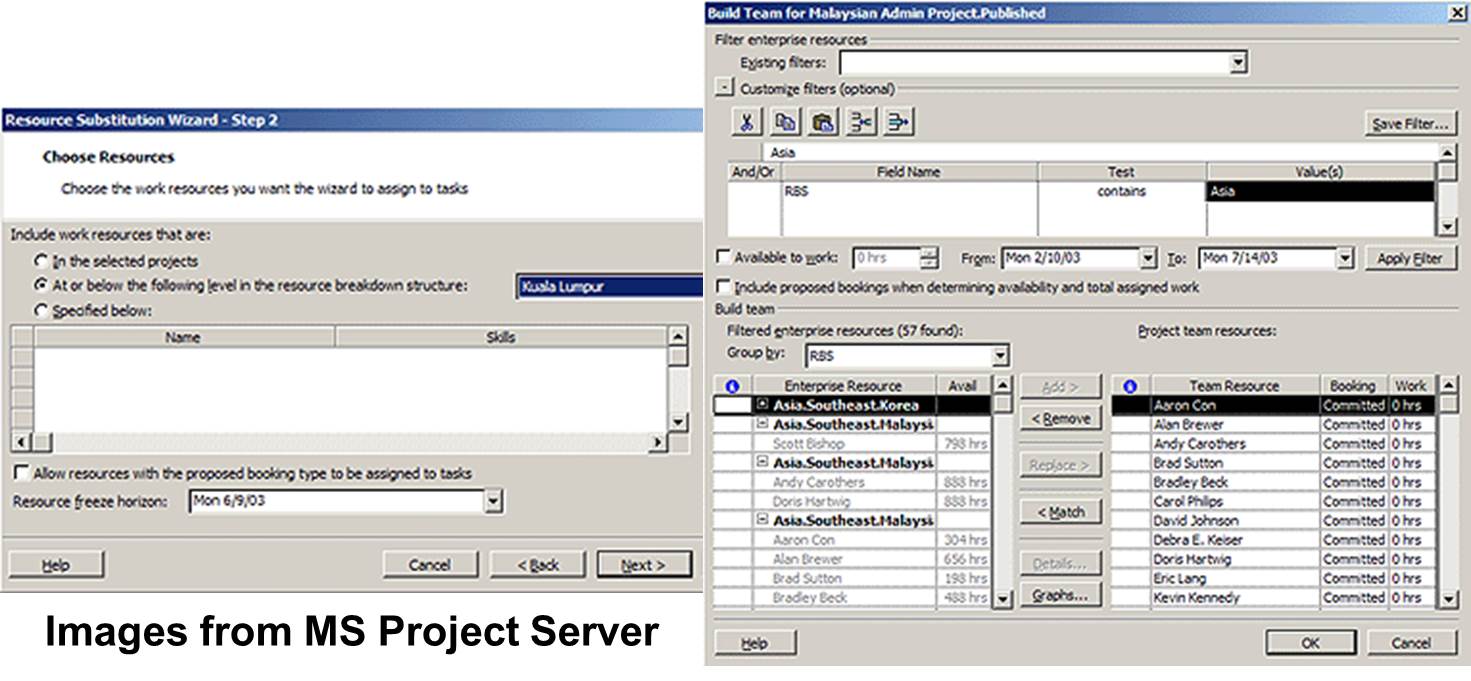 Resource Substitution Wizard - Step 2
Choose Resources
Choose the work resources you want the wizard to assign to tasks
Include work resources that are:
In the selected projects
At or below the following level in the resource breakdown structure: Kuala Lumpur
Specified below:
Name Skills
Allow resources with the proposed booking type to be assigned to tasks
Resource freeze horizon: Mon 6/9/03
Help Cancel < Back Next >
Images from MS Project Server
Build Team for Malaysian Admin Project.Published
Filter enterprise resources
Existing filters:
Customize filters (optional)
Save Filter...
Asia
And/Or Field Name Test Value(s)
RBS contains Asia
Available to work: 0 hrs From: Mon 2/10/03 To: Mon 7/14/03 Apply Filter
Include proposed bookings when determining availability and total assigned work
Build team
Filtered enterprise resources (57 found): Project team resources:
Group by: RBS
Enterprise Resource Avail Add > Team Resource Booking Work
Asia.Southeast.Korea Aaron Con Committed 0 hrs
Asia.Southeast.Malaysi < Remove Alan Brewer Committed 0 hrs
Scott Bishop 798 hrs Andy Carothers Committed 0 hrs
Asia.Southeast.Malaysi Replace > Brad Sutton Committed 0 hrs
Andy Carothers 888 hrs Bradley Beck Committed 0 hrs
Doris Hartwig 888 hrs < Match Carol Philips Committed 0 hrs
Asia.Southeast.Malaysi David Johnson Committed 0 hrs
Aaron Con 304 hrs Debra E. Keiser Committed 0 hrs
Alan Brewer 656 hrs Details... Doris Hartwig Committed 0 hrs
Brad Sutton 198 hrs Eric Lang Committed 0 hrs
Bradley Beck 488 hrs Graphs... Kevin Kennedy Committed 0 hrs
Help OK Cancel